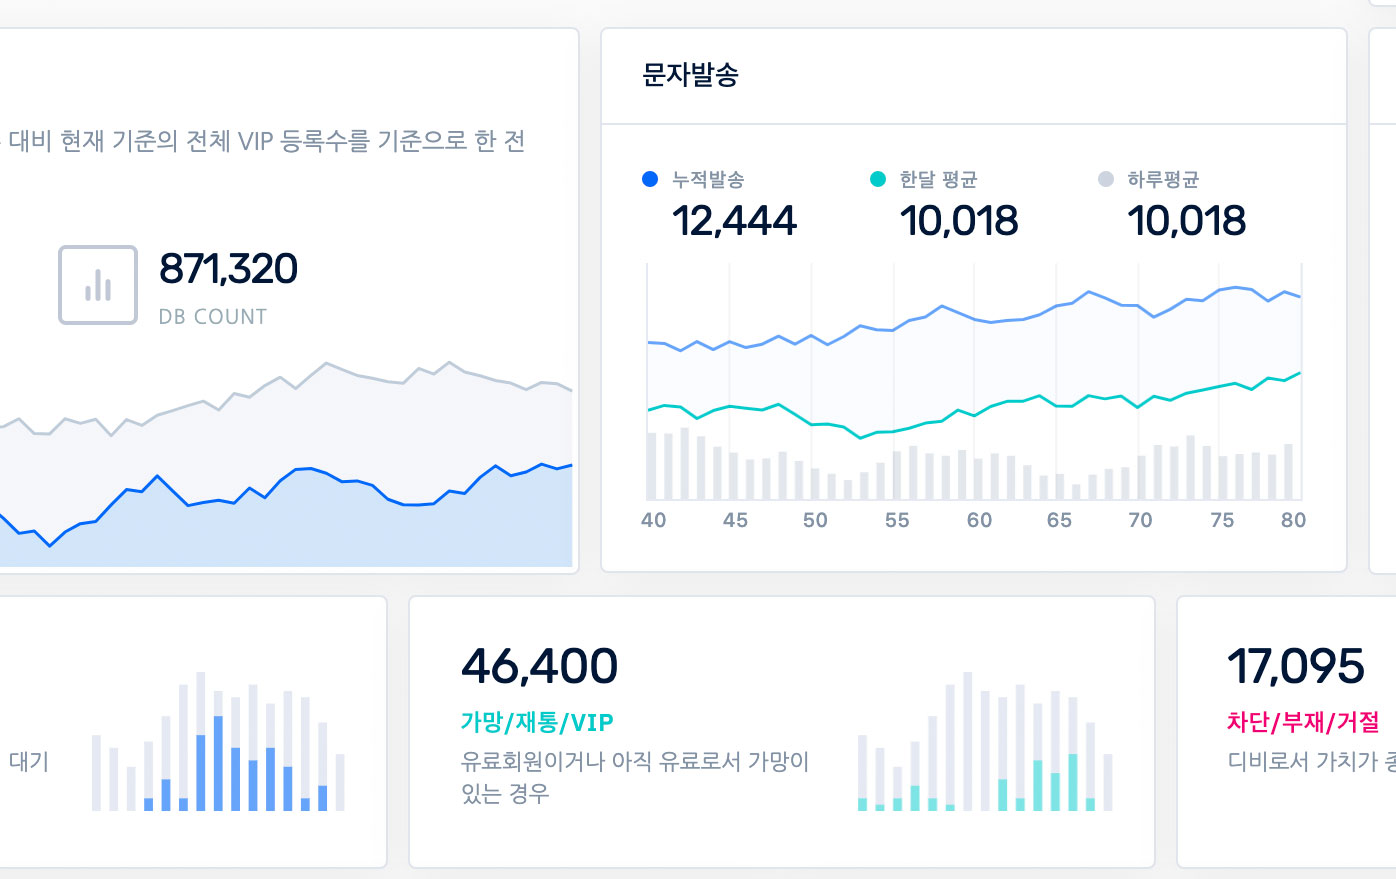 대비 현재 기준의 전체 VIP 등록수를 기준으로 한 전
871,320
DB COUNT
문자발송
누적발송
12,444
한달 평균
10,018
하루평균
10,018
40 45 50 55 60 65 70 75 80
대기
46,400
가망/재통/VIP
유료회원이거나 아직 유료로서 가망이
있는 경우
17,095
차단/부재/거절
디비로서 가치가